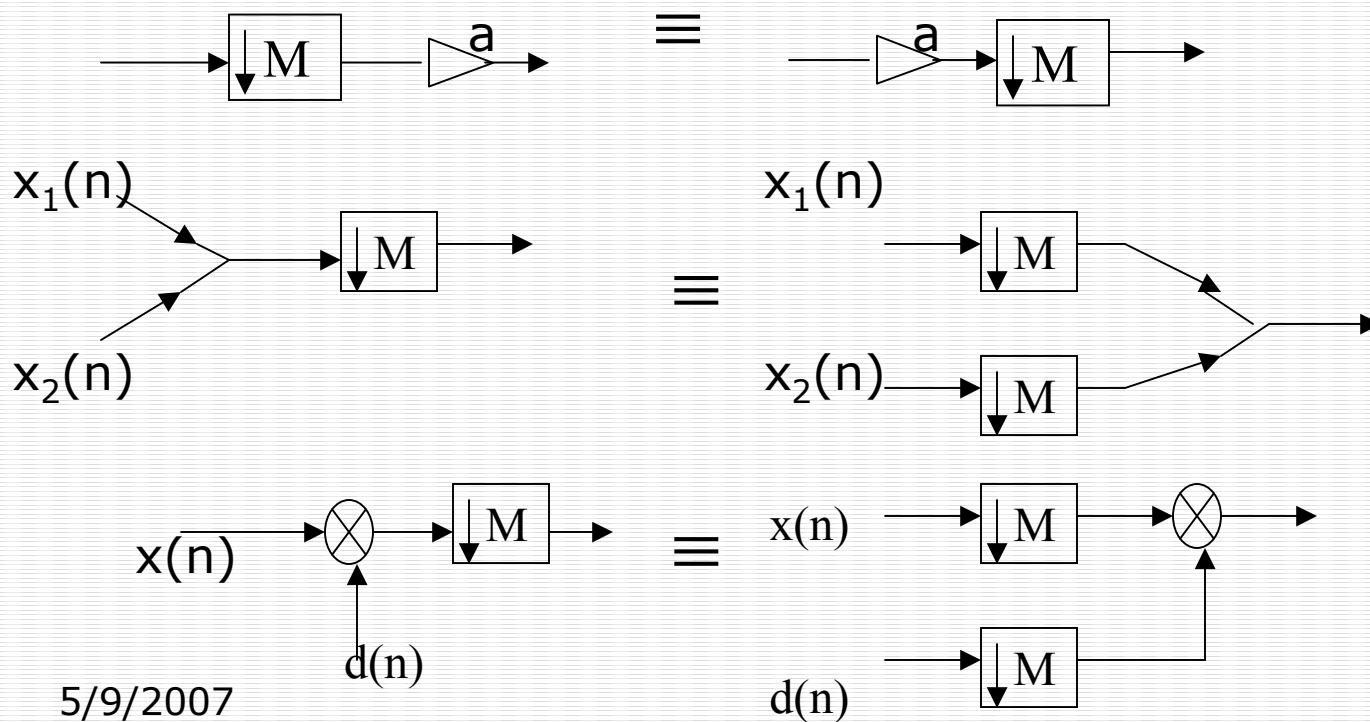 ↓ M a ≡ a ↓ M
x₁(n) x₁(n)
↓ M ↓ M
≡
x₂(n) x₂(n) ↓ M
x(n) ↓ M ≡ x(n) ↓ M
d(n) ↓ M
5/9/2007 d(n)